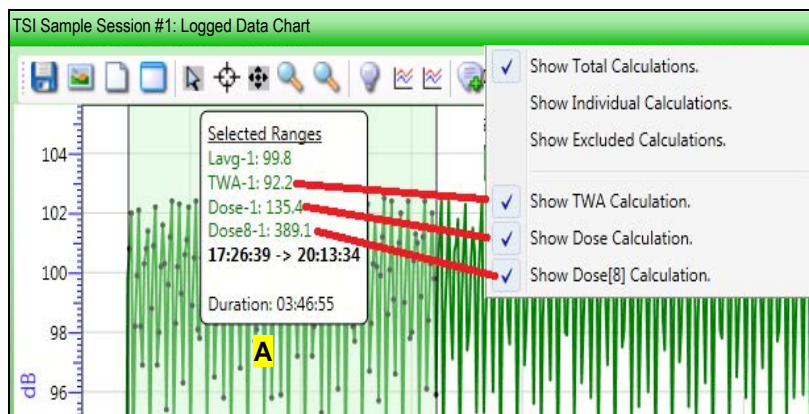 TSI Sample Session #1: Logged Data Chart
Show Total Calculations.
Show Individual Calculations.
Show Excluded Calculations.
Show TWA Calculation.
Show Dose Calculation.
Show Dose[8] Calculation.
Selected Ranges
Lavg-1: 99.8
TWA-1: 92.2
Dose-1: 135.4
Dose8-1: 389.1
17:26:39 -> 20:13:34
Duration: 03:46:55
A
104
102
100
98
96
dB